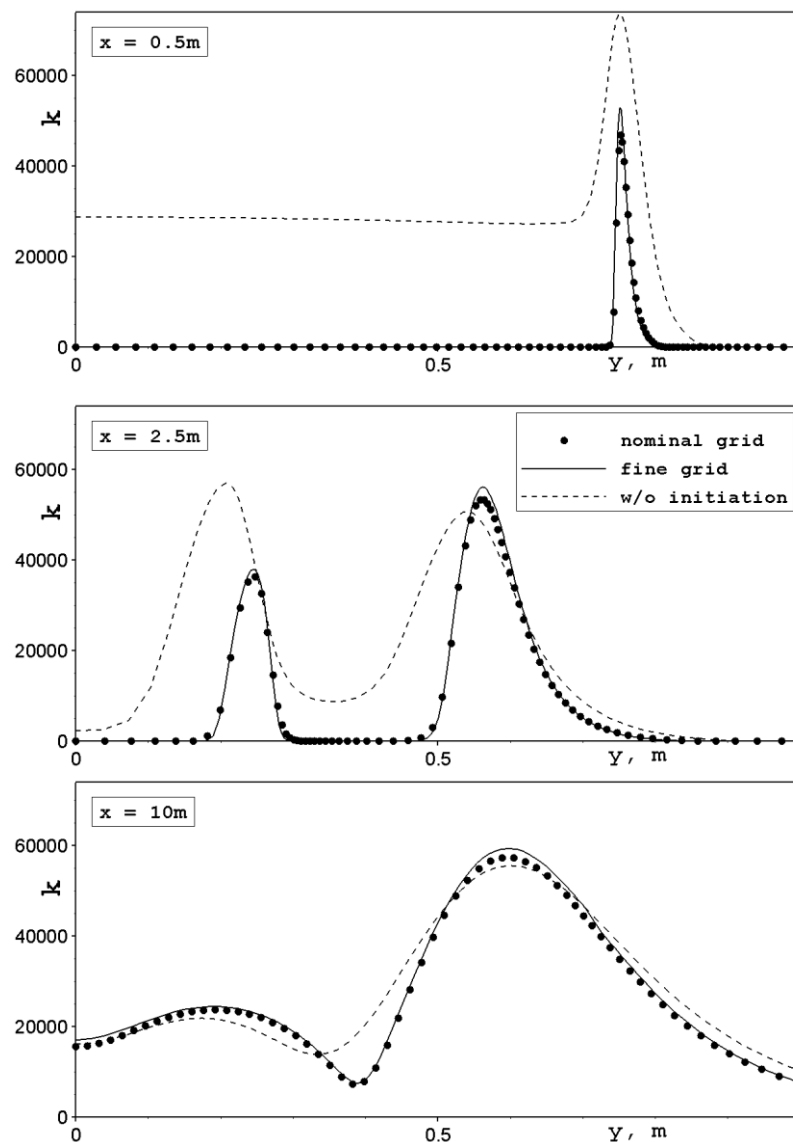 x = 0.5m
60000
k
40000
20000
0
0
0.5
Y, m
x = 2.5m
nominal grid
fine grid
w/o initiation
60000
k
40000
20000
0
0
0.5
Y, m
x = 10m
60000
k
40000
20000
0
0
0.5
Y, m